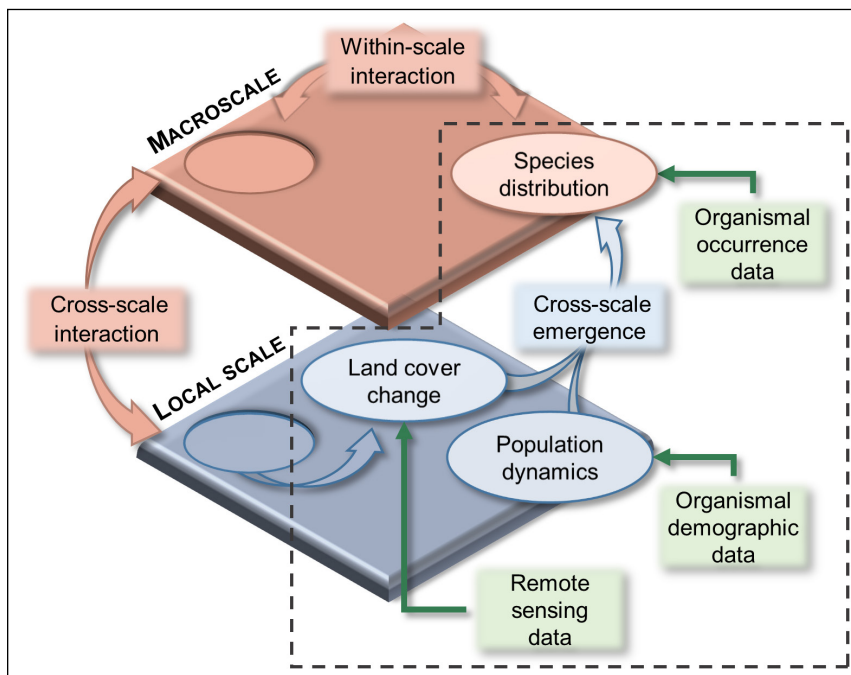 Within-scale
interaction
MACROSCALE
Species
distribution
Organismal
occurrence
data
Cross-scale
interaction
Cross-scale
emergence
LOCAL SCALE
Land cover
change
Population
dynamics
Organismal
demographic
data
Remote
sensing
data